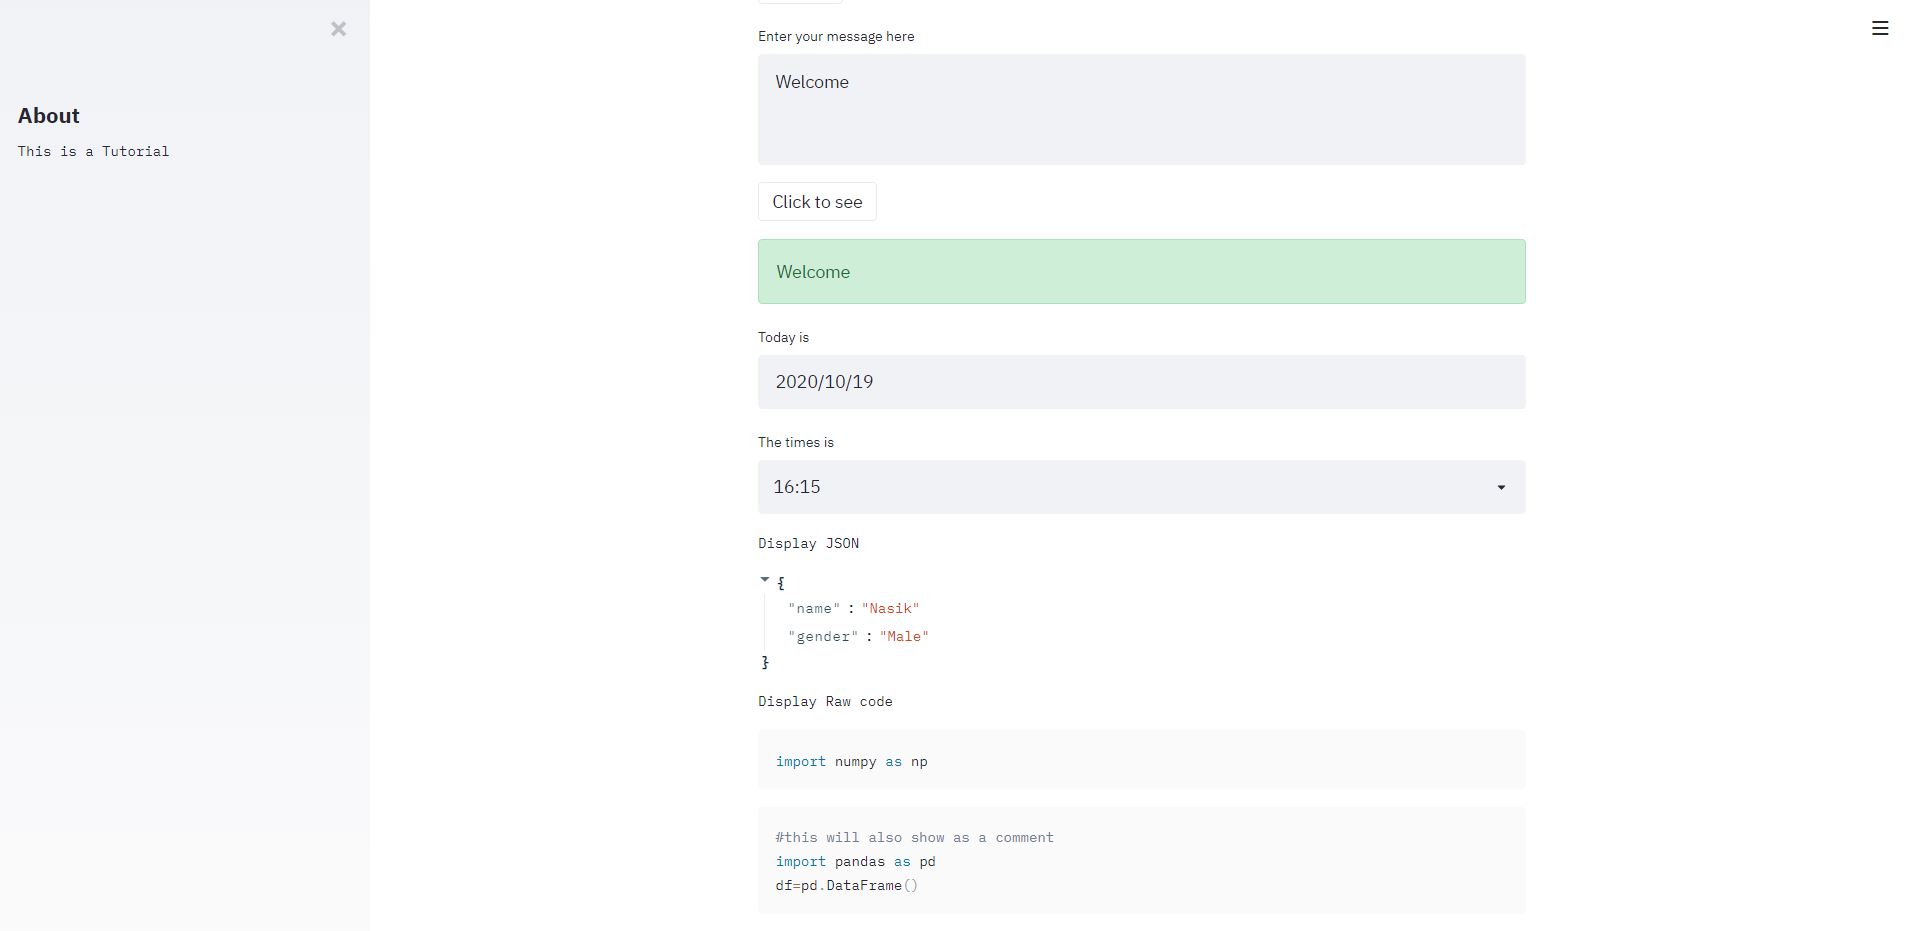 About
This is a Tutorial
Enter your message here
Welcome
Click to see
Welcome
Today is
2020/10/19
The times is
16:15
Display JSON
{
"name" : "Nasik"
"gender" : "Male"
}
Display Raw code
import numpy as np
#this will also show as a comment
import pandas as pd
df=pd.DataFrame()